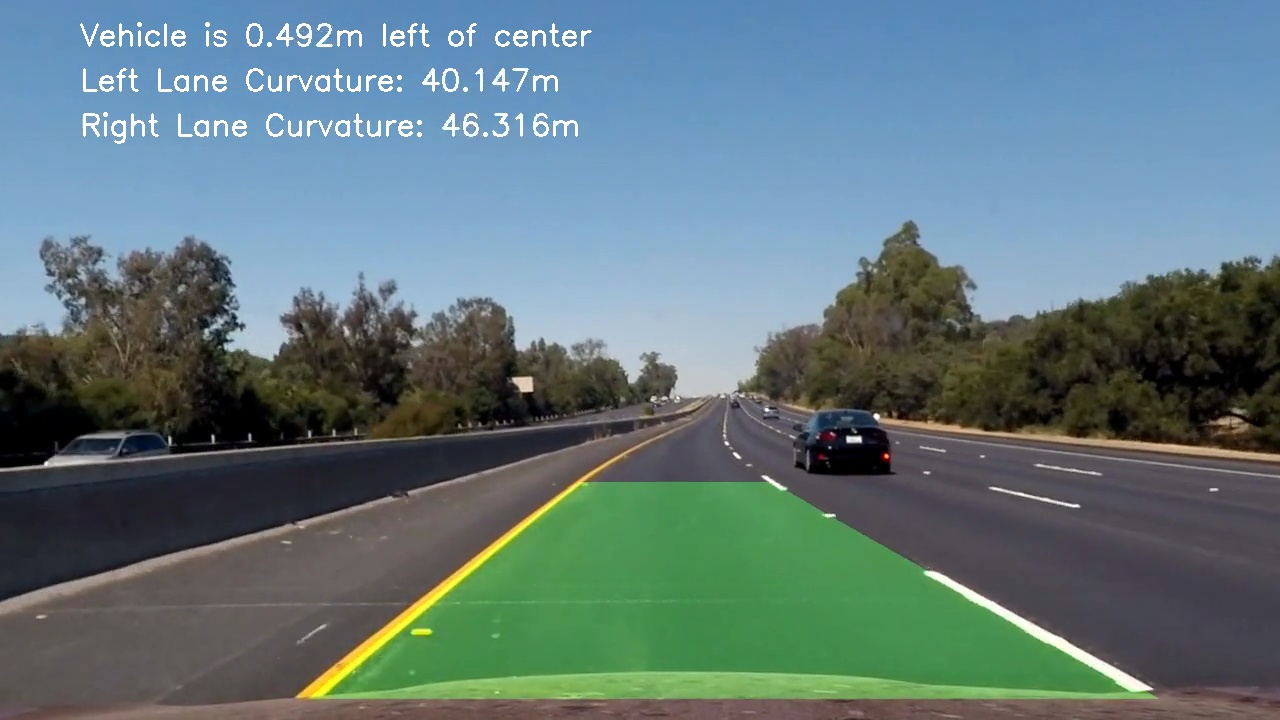 Vehicle is 0.492m left of center
Left Lane Curvature: 40.147m
Right Lane Curvature: 46.316m